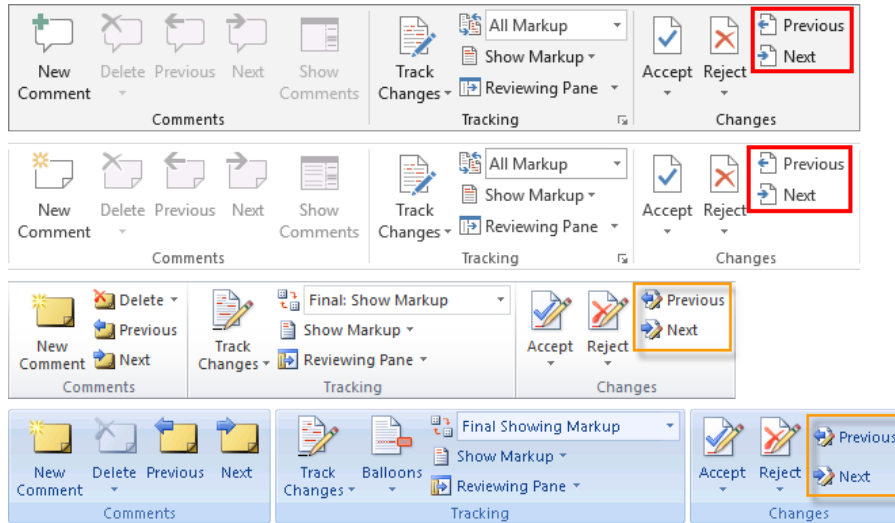 All Markup Previous
New Comment Delete Previous Next Show Comments Track Changes Show Markup Accept Reject Next
Reviewing Pane
Comments Tracking Changes
All Markup Previous
New Comment Delete Previous Next Show Comments Track Changes Show Markup Accept Reject Next
Reviewing Pane
Comments Tracking Changes
Delete Final: Show Markup Previous
New Comment Previous Track Changes Show Markup Accept Reject Next
Next Reviewing Pane
Comments Tracking Changes
Final Showing Markup Previous
New Comment Delete Previous Next Track Changes Balloons Show Markup Accept Reject Next
Reviewing Pane
Comments Tracking Changes